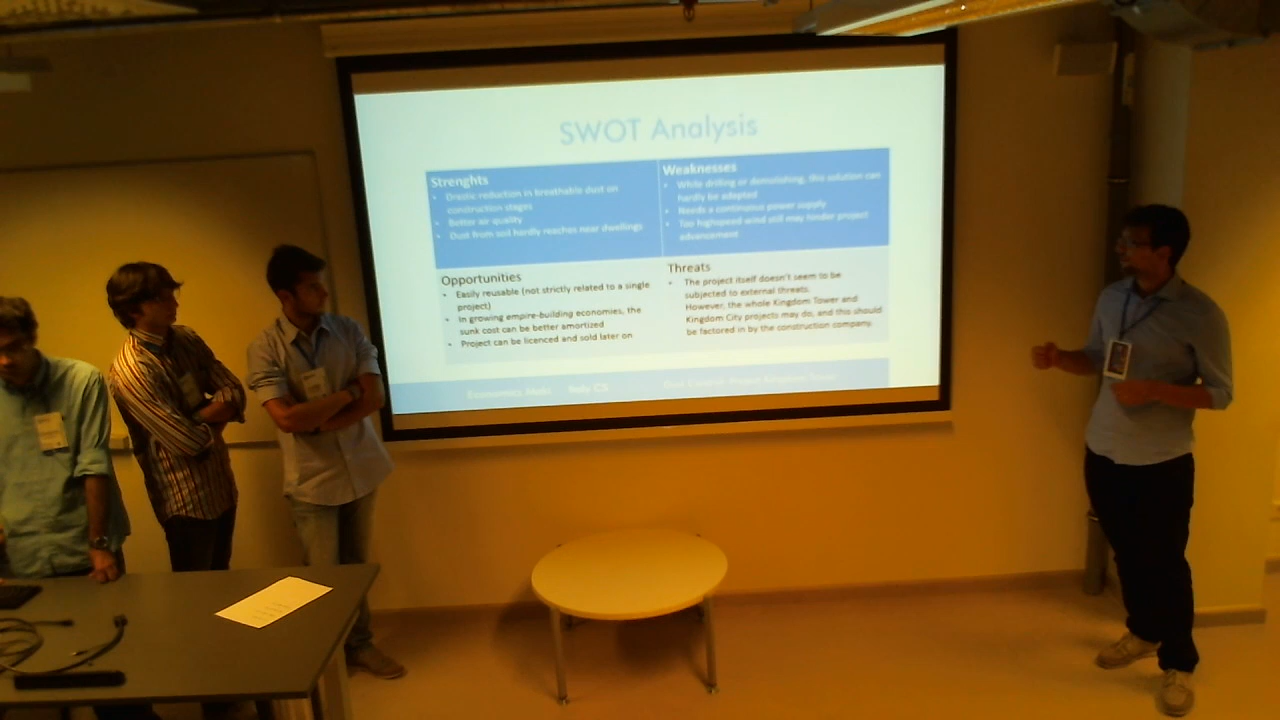 SWOT Analysis
Strenghts
• Drastic reduction in breathable dust on
construction stages
• Better air quality
• Dust from soil hardly reaches near dwellings
Weaknesses
• While drilling or demolishing, this solution can
hardly be adopted
• Needs a continuous power supply
• Too highspeed wind still may hinder project
advancement
Opportunities
• Easily reusable (not strictly related to a single
project)
• In growing empire-building economies, the
sunk cost can be better amortized
• Project can be licenced and sold later on
Threats
• The project itself doesn't seem to be
subjected to external threats.
However, the whole Kingdom Tower and
Kingdom City projects may do, and this should
be factored in by the construction company.